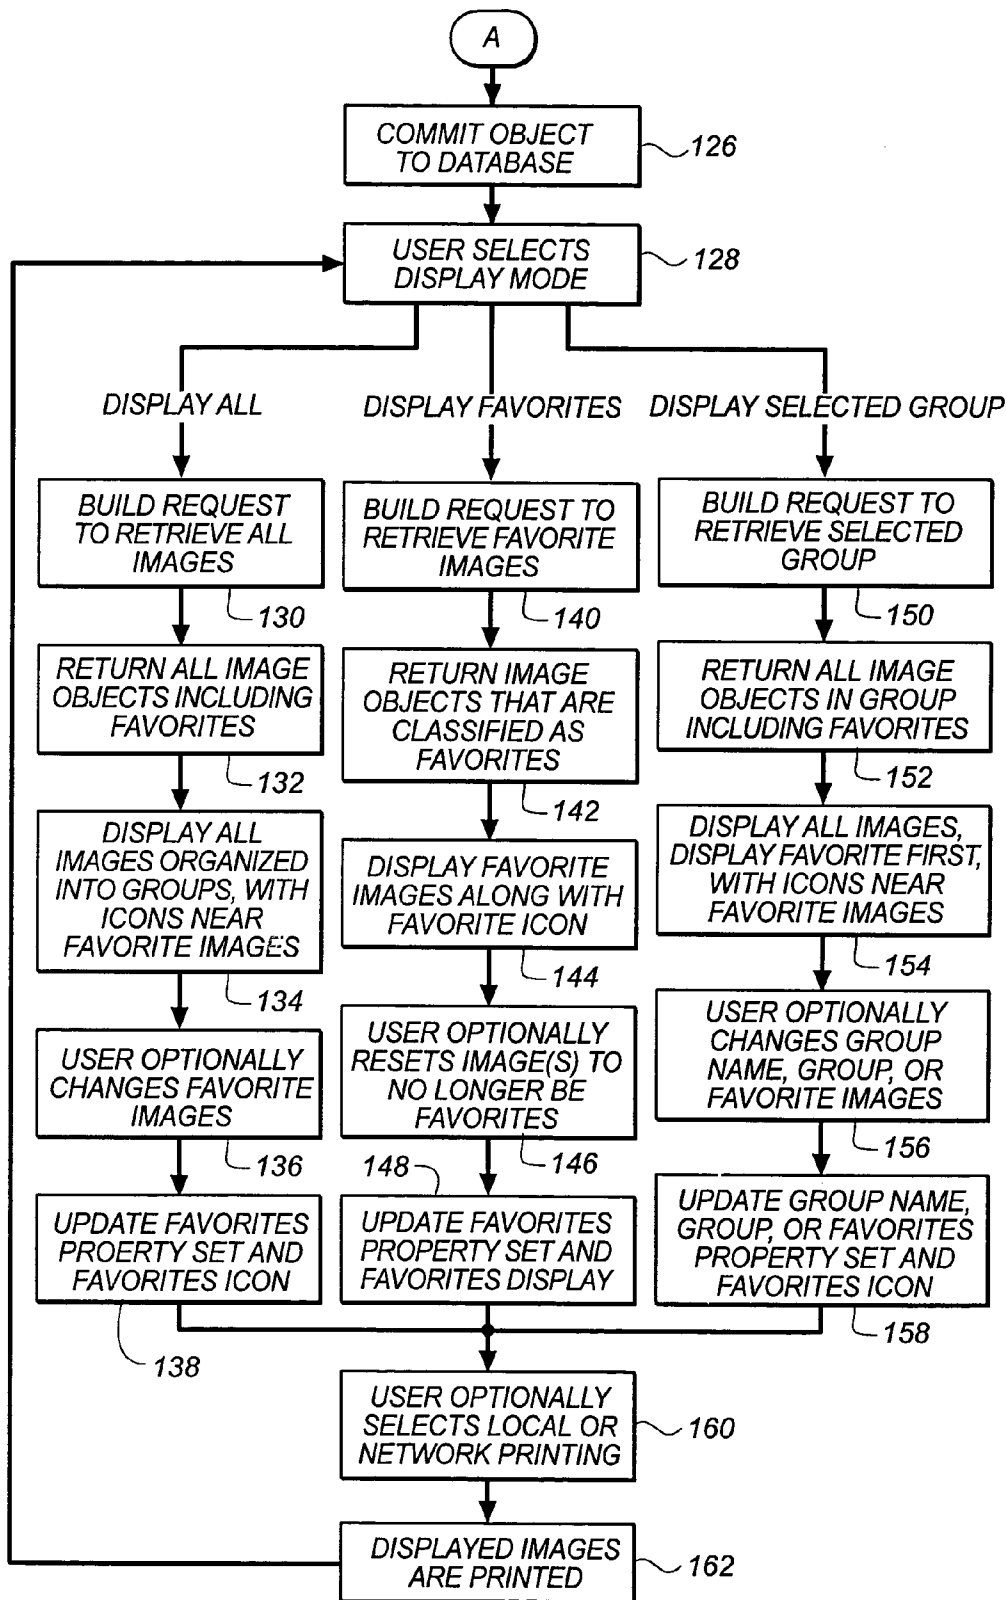 A
COMMIT OBJECT
TO DATABASE
126
USER SELECTS
DISPLAY MODE
128
DISPLAY ALL
DISPLAY FAVORITES
DISPLAY SELECTED GROUP
BUILD REQUEST
TO RETRIEVE ALL
IMAGES
130
RETURN ALL IMAGE
OBJECTS INCLUDING
FAVORITES
132
DISPLAY ALL
IMAGES ORGANIZED
INTO GROUPS, WITH
ICONS NEAR
FAVORITE IMAGES
134
USER OPTIONALLY
CHANGES FAVORITE
IMAGES
136
UPDATE FAVORITES
PROERTY SET AND
FAVORITES ICON
138
BUILD REQUEST TO
RETRIEVE FAVORITE
IMAGES
140
RETURN IMAGE
OBJECTS THAT ARE
CLASSIFIED AS
FAVORITES
142
DISPLAY FAVORITE
IMAGES ALONG WITH
FAVORITE ICON
144
USER OPTIONALLY
RESETS IMAGE(S) TO
NO LONGER BE
FAVORITES
146
148
UPDATE FAVORITES
PROPERTY SET AND
FAVORITES DISPLAY
BUILD REQUEST TO
RETRIEVE SELECTED
GROUP
150
RETURN ALL IMAGE
OBJECTS IN GROUP
INCLUDING FAVORITES
152
DISPLAY ALL IMAGES,
DISPLAY FAVORITE FIRST,
WITH ICONS NEAR
FAVORITE IMAGES
154
USER OPTIONALLY
CHANGES GROUP
NAME, GROUP, OR
FAVORITE IMAGES
156
UPDATE GROUP NAME,
GROUP, OR FAVORITES
PROPERTY SET AND
FAVORITES ICON
158
USER OPTIONALLY
SELECTS LOCAL OR
NETWORK PRINTING
160
DISPLAYED IMAGES
ARE PRINTED
162